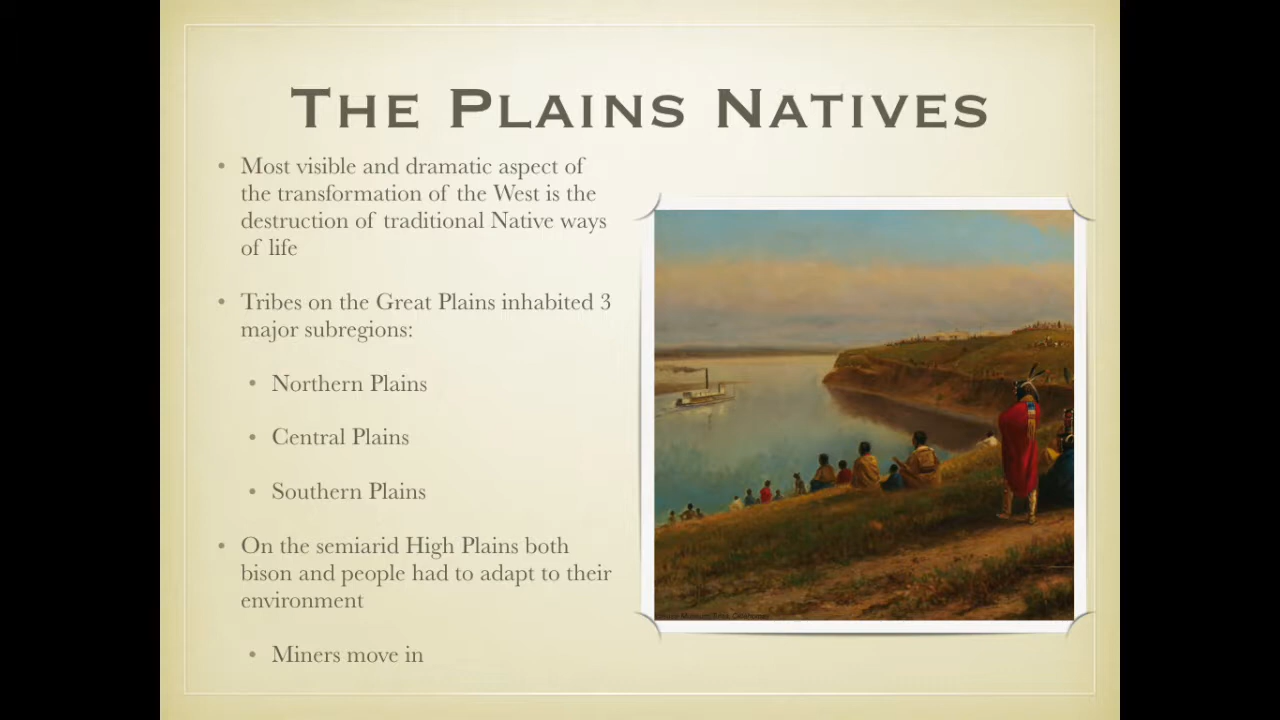 The Plains Natives
• Most visible and dramatic aspect of
the transformation of the West is the
destruction of traditional Native ways
of life
• Tribes on the Great Plains inhabited 3
major subregions:
• Northern Plains
• Central Plains
• Southern Plains
• On the semiarid High Plains both
bison and people had to adapt to their
environment
• Miners move in